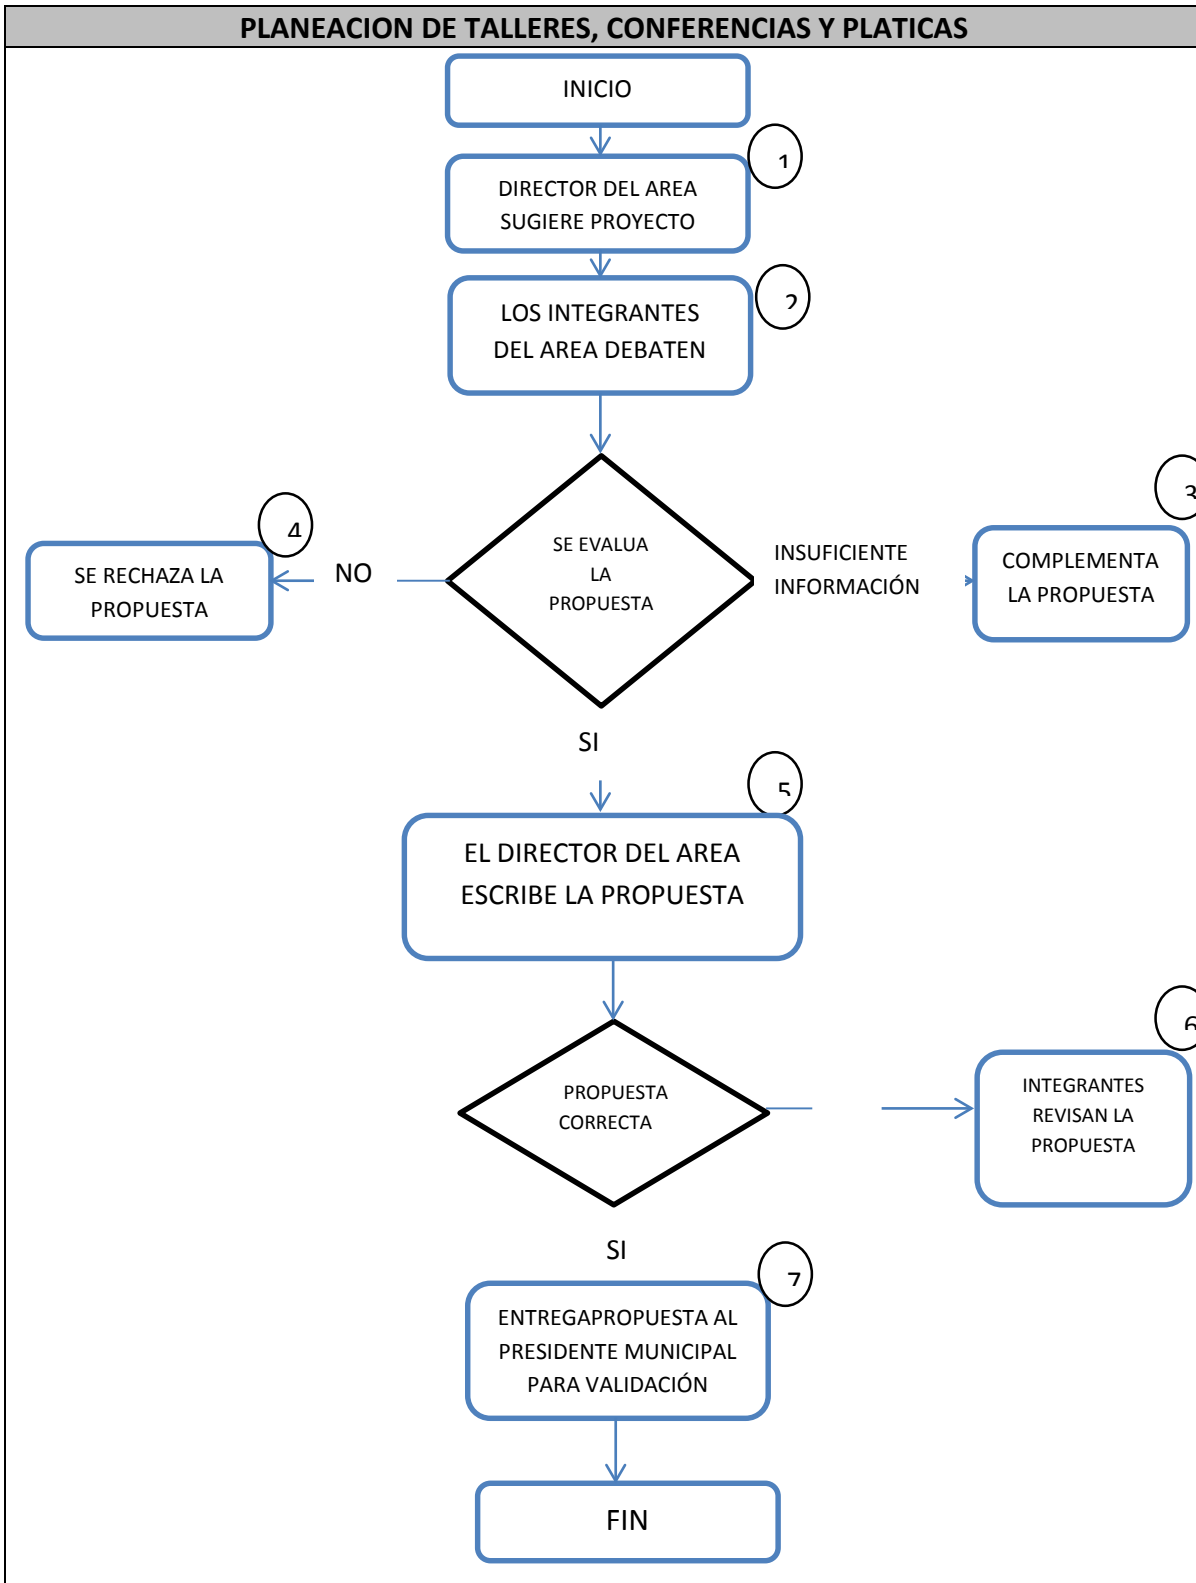 PLANEACION DE TALLERES, CONFERENCIAS Y PLATICAS
INICIO
1
DIRECTOR DEL AREA
SUGIERE PROYECTO
2
LOS INTEGRANTES
DEL AREA DEBATEN
3
4
SE EVALUA
LA
PROPUESTA
INSUFICIENTE
INFORMACIÓN
COMPLEMENTA
LA PROPUESTA
NO
SE RECHAZA LA
PROPUESTA
SI
5
EL DIRECTOR DEL AREA
ESCRIBE LA PROPUESTA
6
PROPUESTA
CORRECTA
INTEGRANTES
REVISAN LA
PROPUESTA
SI
7
ENTREGAPROPUESTA AL
PRESIDENTE MUNICIPAL
PARA VALIDACIÓN
FIN